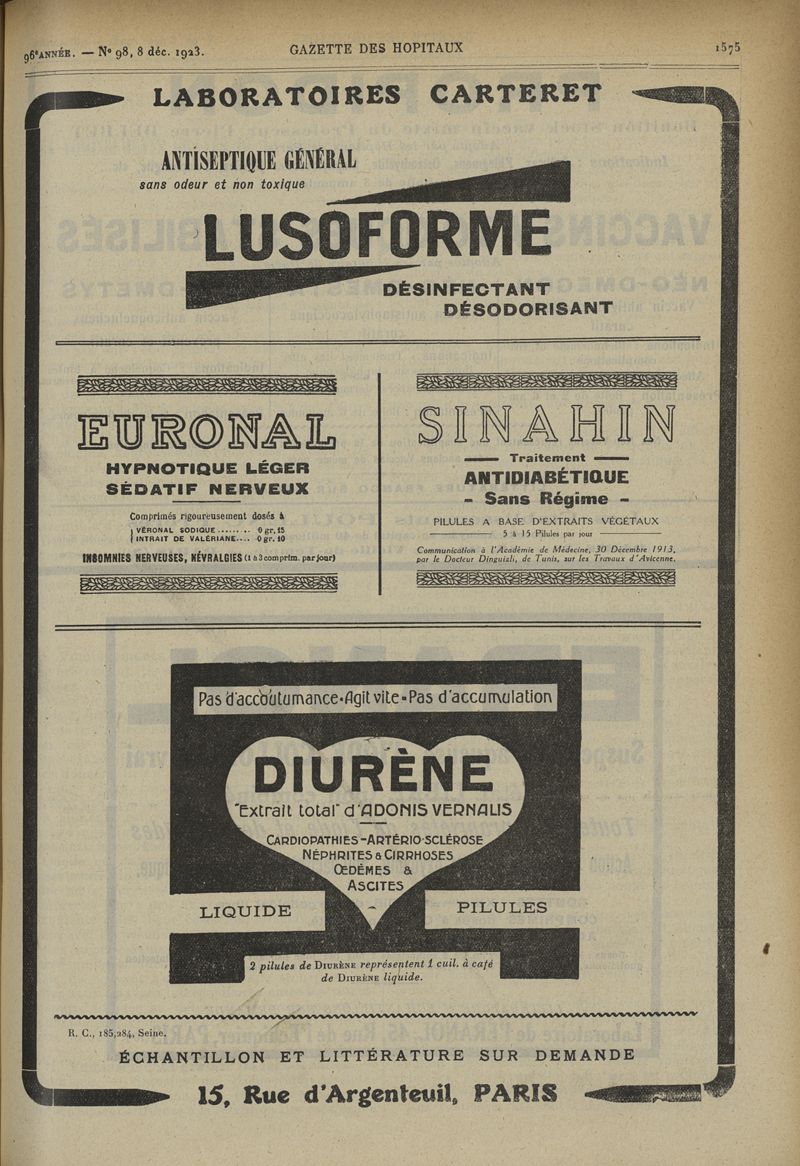 96e ANNÉE. — No 98, 8 déc. 1923. GAZETTE DES HOPITAUX 1575
LABORATOIRES CARTERET
ANTISEPTIQUE GÉNÉRAL
sans odeur et non toxique
LUSOFORME
DÉSINFECTANT
DÉSODORISANT
EURONAL
HYPNOTIQUE LÉGER
SÉDATIF NERVEUX
Comprimés rigoureusement dosés à
VÉRONAL SODIQUE........ 0 gr, 15
INTRAIT DE VALÉRIANE.... 0 gr. 10
INSOMNIES NERVEUSES, NÉVRALGIES (1 à 3 comprim. par jour)
SINAHIN
Traitement
ANTIDIABÉTIQUE
- Sans Régime -
PILULES A BASE D'EXTRAITS VÉGÉTAUX
5 à 15 Pilules par jour
Communication à l'Académie de Médecine, 30 Décembre 1913,
par le Docteur Dinguizli, de Tunis, sur les Travaux d'Avicenne.
Pas d'accoutumance-Agit vite-Pas d'accumulation
DIURÈNE
"Extrait total" d'ADONIS VERNALIS
CARDIOPATHIES-ARTÉRIO-SCLÉROSE
NÉPHRITES & CIRRHOSES
ŒDÈMES &
ASCITES
LIQUIDE PILULES
2 pilules de DIURÈNE représentent 1 cuil. à café
de DIURÈNE liquide.
R. C., 185,284, Seine.
ÉCHANTILLON ET LITTÉRATURE SUR DEMANDE
15, Rue d'Argenteuil, PARIS